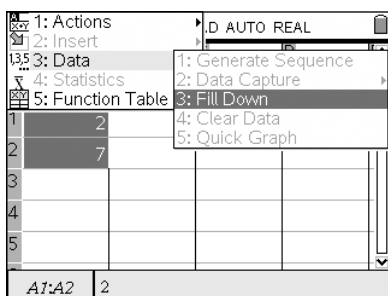 1: Actions
.D AUTO REAL
2: Insert
3: Data
1: Generate Sequence
4: Statistics
2: Data Capture
5: Function Table
3: Fill Down
4: Clear Data
5: Quick Graph
1 2
2 7
3
4
5
A1:A2 2